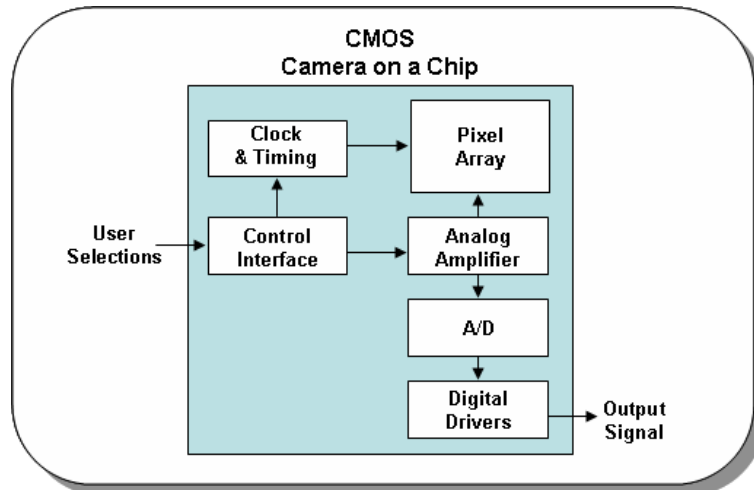 CMOS
Camera on a Chip
Clock
& Timing
Pixel
Array
User
Selections
Control
Interface
Analog
Amplifier
A/D
Digital
Drivers
Output
Signal